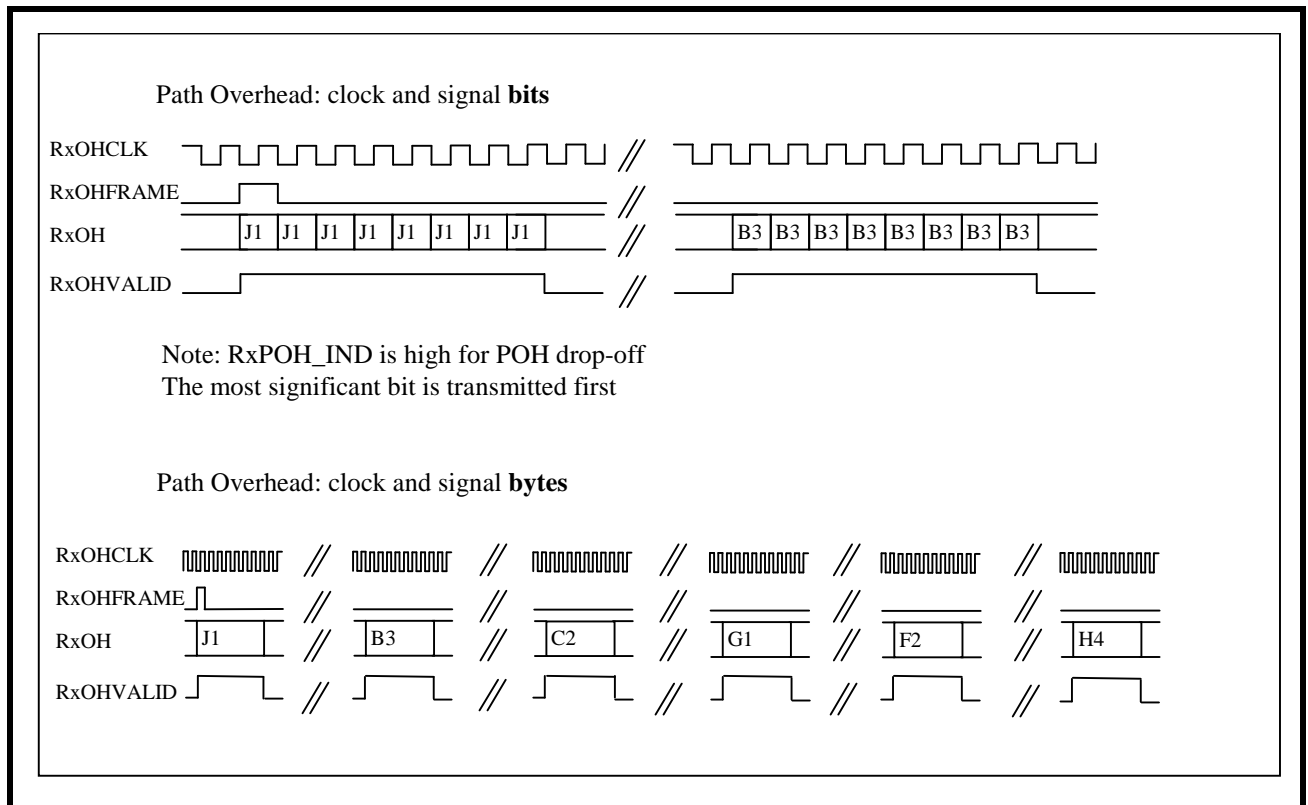 Path Overhead: clock and signal bits
RxOHCLK
RxOHFRAME
RxOH J1 J1 J1 J1 J1 J1 J1 J1 B3 B3 B3 B3 B3 B3 B3 B3
RxOHVALID
Note: RxPOH_IND is high for POH drop-off
The most significant bit is transmitted first
Path Overhead: clock and signal bytes
RxOHCLK
RxOHFRAME
RxOH J1 B3 C2 G1 F2 H4
RxOHVALID